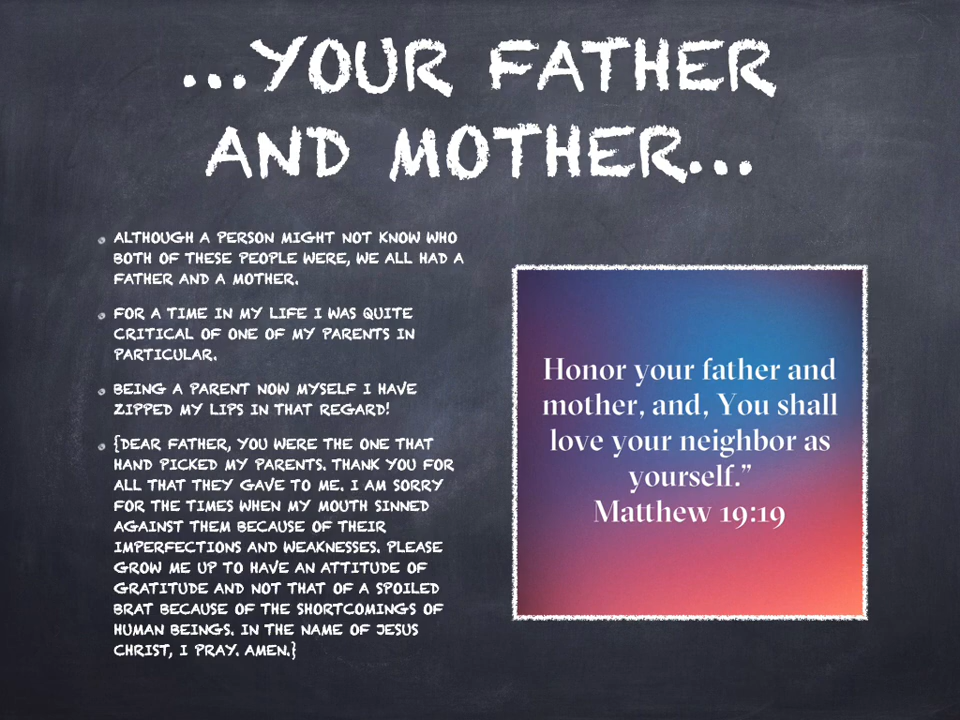 ...YOUR FATHER
AND MOTHER...
ALTHOUGH A PERSON MIGHT NOT KNOW WHO
BOTH OF THESE PEOPLE WERE, WE ALL HAD A
FATHER AND A MOTHER.
FOR A TIME IN MY LIFE I WAS QUITE
CRITICAL OF ONE OF MY PARENTS IN
PARTICULAR.
BEING A PARENT NOW MYSELF I HAVE
ZIPPED MY LIPS IN THAT REGARD!
{DEAR FATHER, YOU WERE THE ONE THAT
HAND PICKED MY PARENTS. THANK YOU FOR
ALL THAT THEY GAVE TO ME. I AM SORRY
FOR THE TIMES WHEN MY MOUTH SINNED
AGAINST THEM BECAUSE OF THEIR
IMPERFECTIONS AND WEAKNESSES. PLEASE
GROW ME UP TO HAVE AN ATTITUDE OF
GRATITUDE AND NOT THAT OF A SPOILED
BRAT BECAUSE OF THE SHORTCOMINGS OF
HUMAN BEINGS. IN THE NAME OF JESUS
CHRIST, I PRAY. AMEN.}
Honor your father and
mother, and, You shall
love your neighbor as
yourself.”
Matthew 19:19